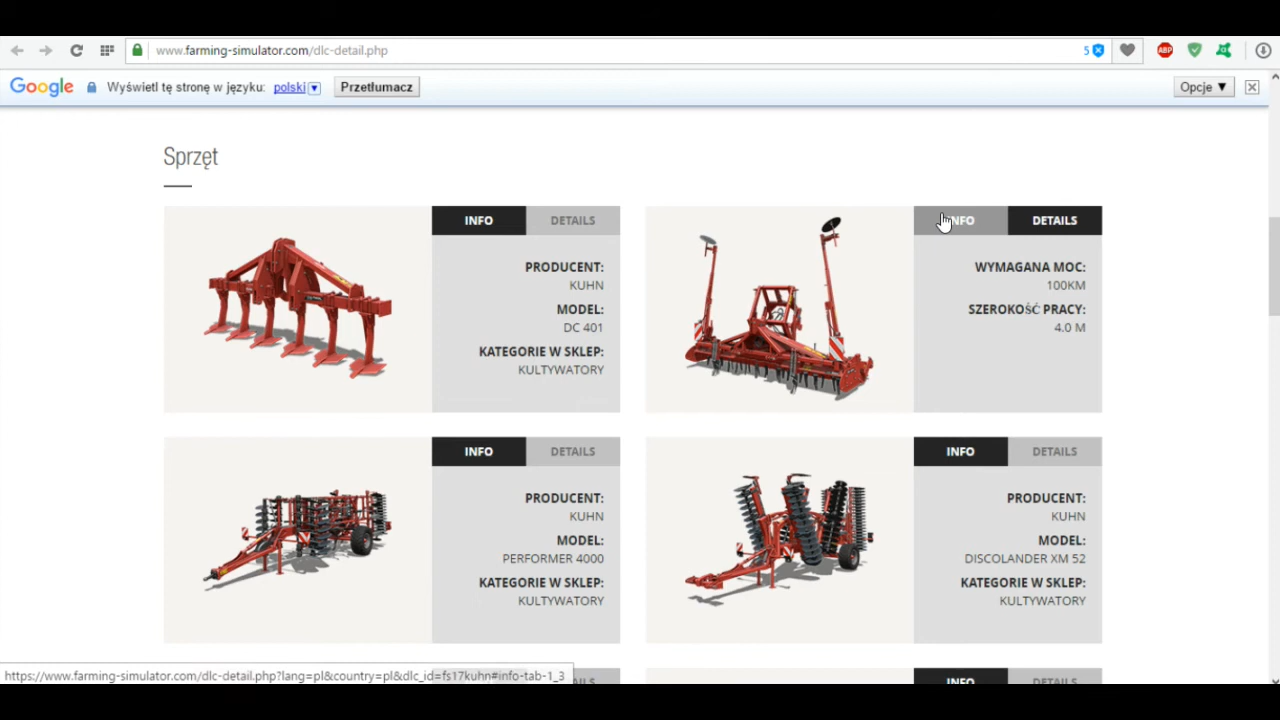 www.farming-simulator.com/dlc-detail.php
5
ABP
Google
Wyświetl tę stronę w języku: polski
Przetłumacz
Opcje ▼
Sprzęt
INFO DETAILS
PRODUCENT:
KUHN
MODEL:
DC 401
KATEGORIE W SKLEP:
KULTYWATORY
INFO DETAILS
WYMAGANA MOC:
100KM
SZEROKOŚĆ PRACY:
4.0 M
INFO DETAILS
PRODUCENT:
KUHN
MODEL:
PERFORMER 4000
KATEGORIE W SKLEP:
KULTYWATORY
INFO DETAILS
PRODUCENT:
KUHN
MODEL:
DISCOLANDER XM 52
KATEGORIE W SKLEP:
KULTYWATORY
DETAILS
INFO DETAILS
https://www.farming-simulator.com/dlc-detail.php?lang=pl&country=pl&dlc_id=fs17kuhn#info-tab-1_3